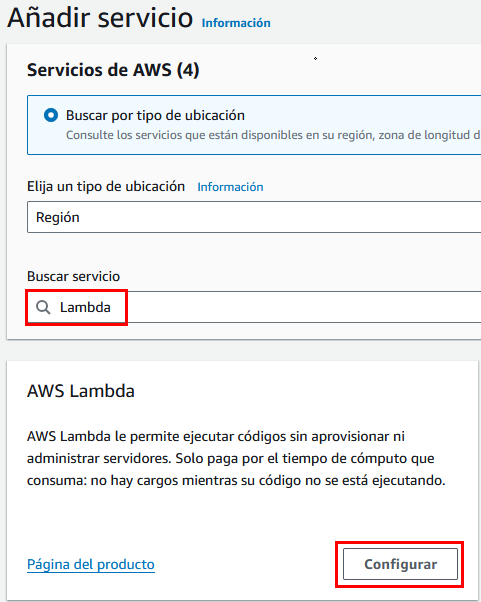 Añadir servicio Información
Servicios de AWS (4)
Buscar por tipo de ubicación
Consulte los servicios que están disponibles en su región, zona de longitud d
Elija un tipo de ubicación Información
Región
Buscar servicio
Lambda
AWS Lambda
AWS Lambda le permite ejecutar códigos sin aprovisionar ni
administrar servidores. Solo paga por el tiempo de cómputo que
consuma: no hay cargos mientras su código no se está ejecutando.
Página del producto Configurar